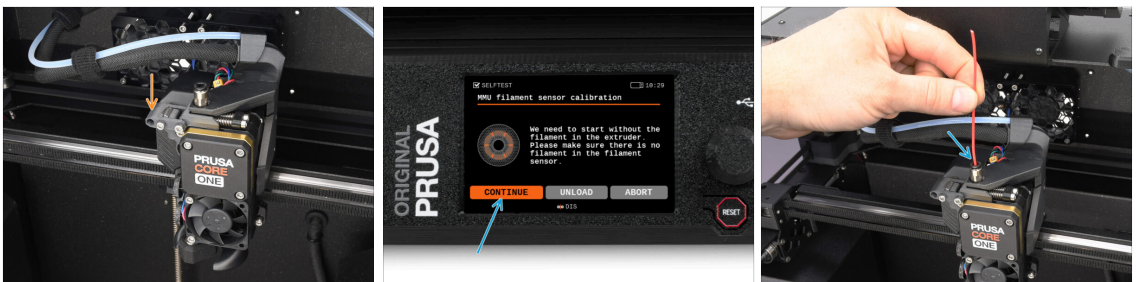 PRUSA
CORE
ONE
ORIGINAL
PRUSA
SELFTEST
10:29
MMU filament sensor calibration
We need to start without the
filament in the extruder.
Please make sure there is no
filament in the filament
sensor.
CONTINUE
UNLOAD
ABORT
DIS
RESET
PRUSA
CORE
ONE